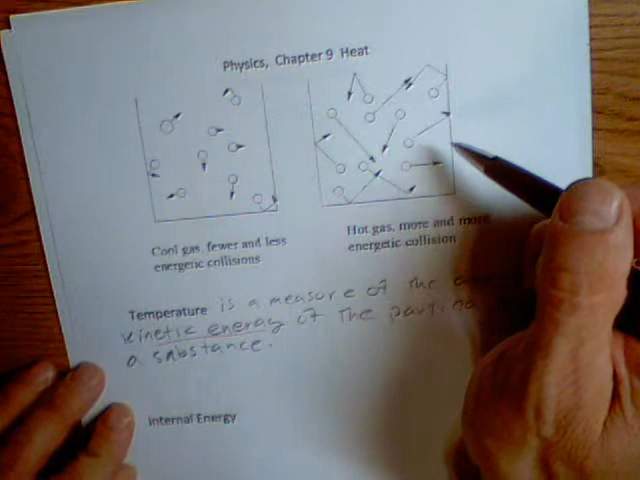 Physics, Chapter 9 Heat
Cool gas, fewer and less
energetic collisions
Hot gas, more and more
energetic collision
Temperature is a measure of the
kinetic energy of the
a substance.
Internal Energy